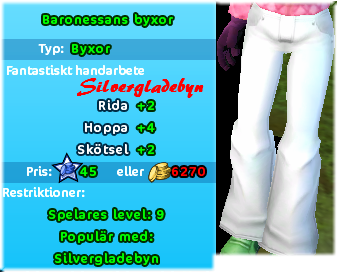 Baronessans byxor
Typ: Byxor
Fantastiskt handarbete
Silvergladebyn
Rida +2
Hoppa +4
Skötsel +2
Pris: 45 eller 6270
Restriktioner:
Spelares level: 9
Populär med:
Silvergladebyn